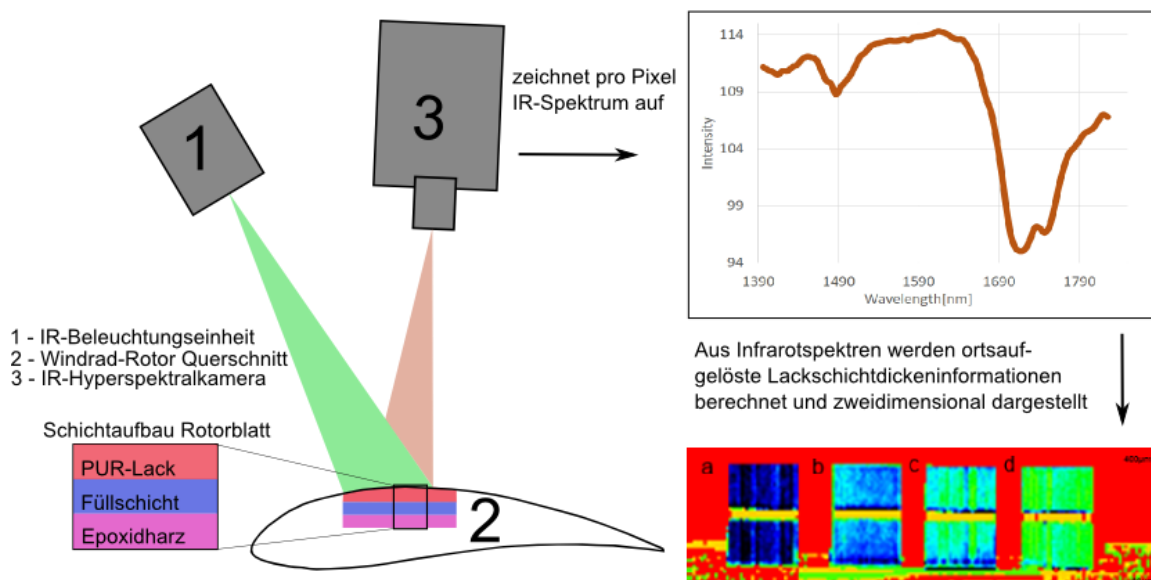 1
3
zeichnet pro Pixel
IR-Spektrum auf
114
109
104
99
94
Intensity
1390
1490
1590
1690
1790
Wavelength[nm]
1 - IR-Beleuchtungseinheit
2 - Windrad-Rotor Querschnitt
3 - IR-Hyperspektralkamera
Aus Infrarotspektren werden ortsauf-
gelöste Lackschichtdickeninformationen
berechnet und zweidimensional dargestellt
Schichtaufbau Rotorblatt
PUR-Lack
Füllschicht
Epoxidharz
2
a
b
c
d
400µm